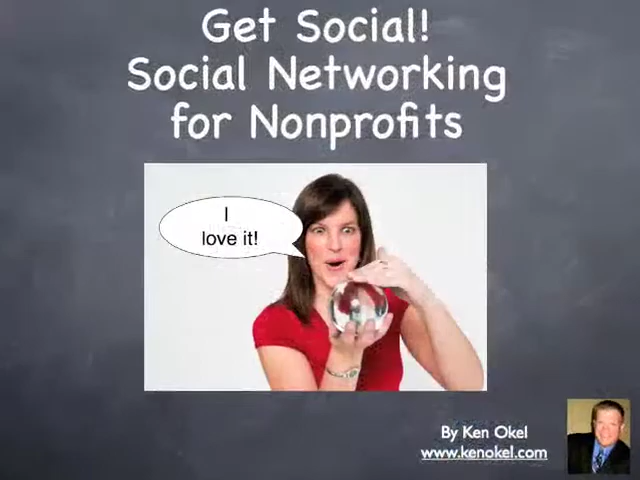 Get Social!
Social Networking
for Nonprofits
I
love it!
By Ken Okel
www.kenokel.com